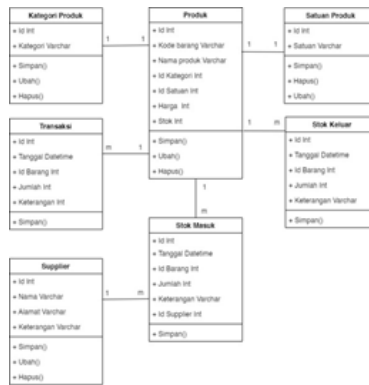 Kategori Produk
+ Id Int
+ Kategori Varchar
+ Simpan()
+ Ubah()
+ Hapus()
1
1
Produk
+ Id Int
+ Kode barang Varchar
+ Nama produk Varchar
+ Id Kategori Int
+ Id Satuan Int
+ Harga Int
+ Stok Int
+ Simpan()
+ Ubah()
+ Hapus()
1
1
Satuan Produk
+ Id Int
+ Satuan Varchar
+ Simpan()
+ Hapus()
+ Ubah()
Transaksi
+ Id Int
+ Tanggal Datetime
+ Id Barang Int
+ Jumlah Int
+ Keterangan Int
+ Simpan()
m
1
1
m
Stok Keluar
+ Id Int
+ Tanggal Datetime
+ Id Barang Int
+ Jumlah Int
+ Keterangan Varchar
+ Simpan()
1
m
Stok Masuk
+ Id Int
+ Tanggal Datetime
+ Id Barang Int
+ Jumlah Int
+ Keterangan Varchar
+ Id Supplier Int
+ Simpan()
Supplier
+ Id Int
+ Nama Varchar
+ Alamat Varchar
+ Keterangan Varchar
+ Simpan()
+ Ubah()
+ Hapus()
1
m